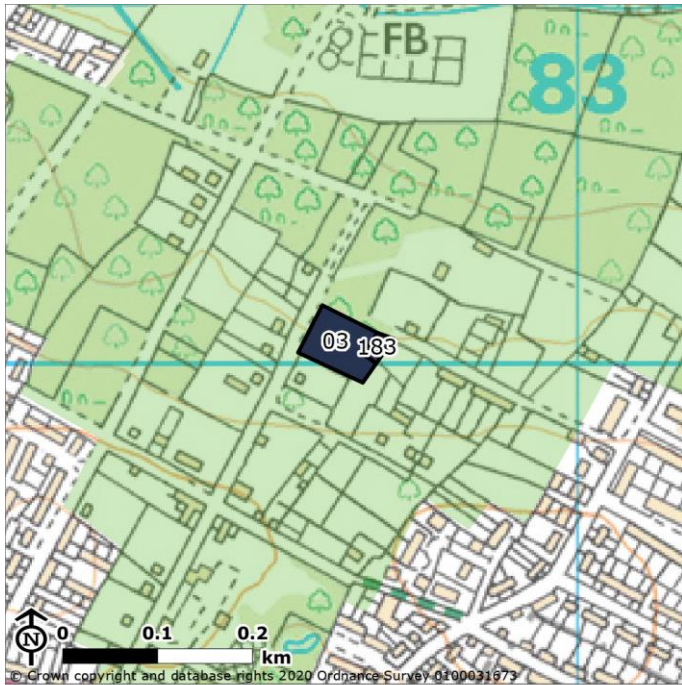 FB
83
03 183
N
0 0.1 0.2
km
© Crown copyright and database rights 2020 Ordnance Survey 0100031673